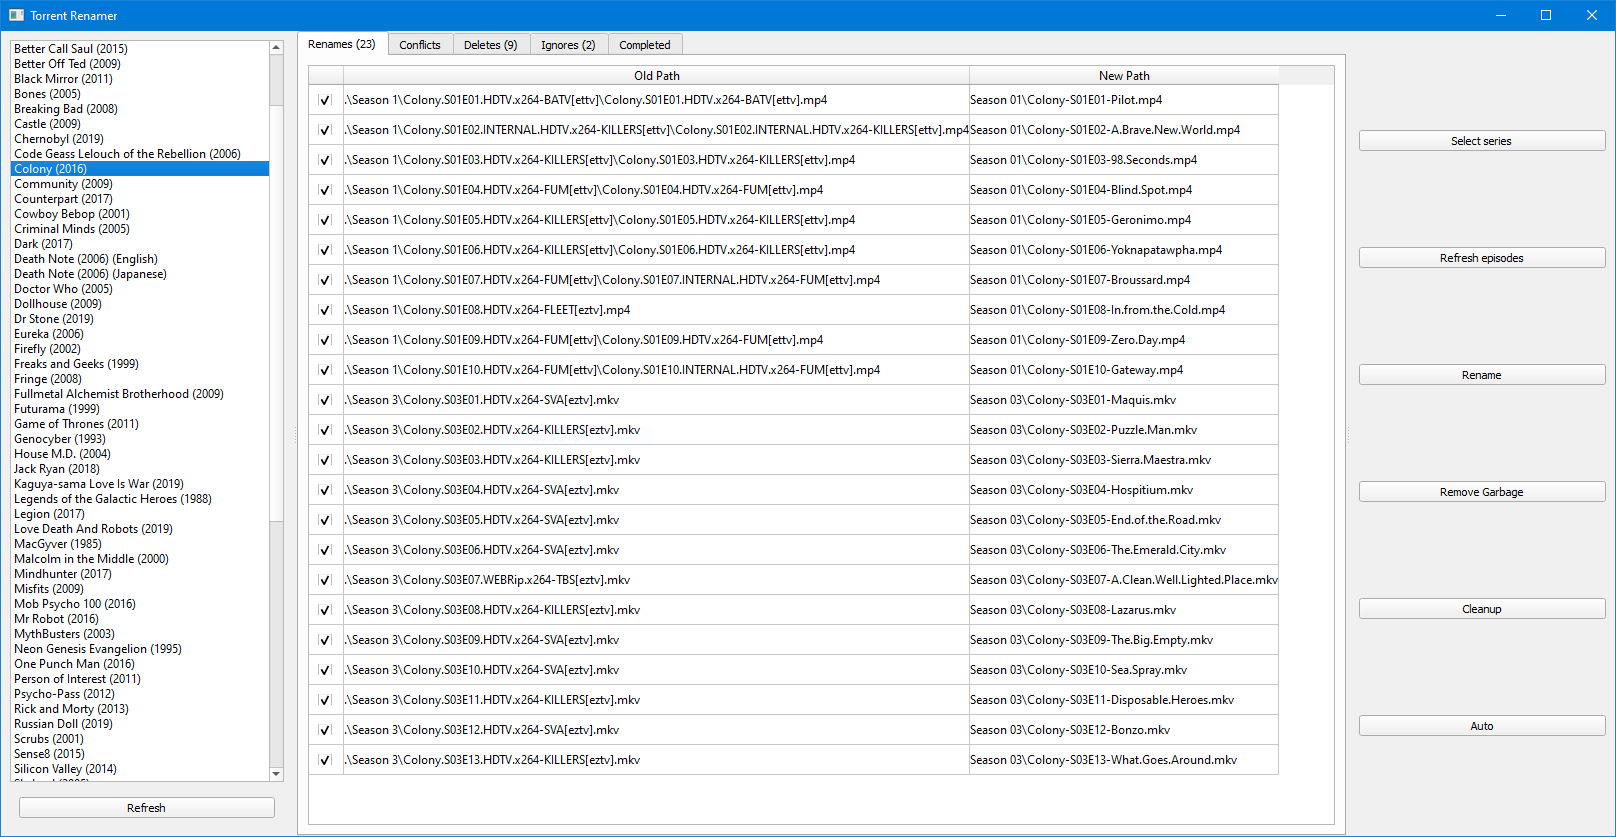 Torrent Renamer
Better Call Saul (2015)
Better Off Ted (2009)
Black Mirror (2011)
Bones (2005)
Breaking Bad (2008)
Castle (2009)
Chernobyl (2019)
Code Geass Lelouch of the Rebellion (2006)
Colony (2016)
Community (2009)
Counterpart (2017)
Cowboy Bebop (2001)
Criminal Minds (2005)
Dark (2017)
Death Note (2006) (English)
Death Note (2006) (Japanese)
Doctor Who (2005)
Dollhouse (2009)
Dr Stone (2019)
Eureka (2006)
Firefly (2002)
Freaks and Geeks (1999)
Fringe (2008)
Fullmetal Alchemist Brotherhood (2009)
Futurama (1999)
Game of Thrones (2011)
Genocyber (1993)
House M.D. (2004)
Jack Ryan (2018)
Kaguya-sama Love Is War (2019)
Legends of the Galactic Heroes (1988)
Legion (2017)
Love Death And Robots (2019)
MacGyver (1985)
Malcolm in the Middle (2000)
Mindhunter (2017)
Misfits (2009)
Mob Psycho 100 (2016)
Mr Robot (2016)
MythBusters (2003)
Neon Genesis Evangelion (1995)
One Punch Man (2016)
Person of Interest (2011)
Psycho-Pass (2012)
Rick and Morty (2013)
Russian Doll (2019)
Scrubs (2001)
Sense8 (2015)
Silicon Valley (2014)
Refresh
Renames (23) Conflicts Deletes (9) Ignores (2) Completed
Old Path New Path
.\Season 1\Colony.S01E01.HDTV.x264-BATV[ettv]\Colony.S01E01.HDTV.x264-BATV[ettv].mp4 Season 01\Colony-S01E01-Pilot.mp4
.\Season 1\Colony.S01E02.INTERNAL.HDTV.x264-KILLERS[ettv]\Colony.S01E02.INTERNAL.HDTV.x264-KILLERS[ettv].mp4 Season 01\Colony-S01E02-A.Brave.New.World.mp4
.\Season 1\Colony.S01E03.HDTV.x264-KILLERS[ettv]\Colony.S01E03.HDTV.x264-KILLERS[ettv].mp4 Season 01\Colony-S01E03-98.Seconds.mp4
.\Season 1\Colony.S01E04.HDTV.x264-FUM[ettv]\Colony.S01E04.HDTV.x264-FUM[ettv].mp4 Season 01\Colony-S01E04-Blind.Spot.mp4
.\Season 1\Colony.S01E05.HDTV.x264-KILLERS[ettv]\Colony.S01E05.HDTV.x264-KILLERS[ettv].mp4 Season 01\Colony-S01E05-Geronimo.mp4
.\Season 1\Colony.S01E06.HDTV.x264-KILLERS[ettv]\Colony.S01E06.HDTV.x264-KILLERS[ettv].mp4 Season 01\Colony-S01E06-Yoknapatawpha.mp4
.\Season 1\Colony.S01E07.HDTV.x264-FUM[ettv]\Colony.S01E07.INTERNAL.HDTV.x264-FUM[ettv].mp4 Season 01\Colony-S01E07-Broussard.mp4
.\Season 1\Colony.S01E08.HDTV.x264-FLEET[eztv].mp4 Season 01\Colony-S01E08-In.from.the.Cold.mp4
.\Season 1\Colony.S01E09.HDTV.x264-FUM[ettv]\Colony.S01E09.HDTV.x264-FUM[ettv].mp4 Season 01\Colony-S01E09-Zero.Day.mp4
.\Season 1\Colony.S01E10.HDTV.x264-FUM[ettv]\Colony.S01E10.INTERNAL.HDTV.x264-FUM[ettv].mp4 Season 01\Colony-S01E10-Gateway.mp4
.\Season 3\Colony.S03E01.HDTV.x264-SVA[eztv].mkv Season 03\Colony-S03E01-Maquis.mkv
.\Season 3\Colony.S03E02.HDTV.x264-KILLERS[eztv].mkv Season 03\Colony-S03E02-Puzzle.Man.mkv
.\Season 3\Colony.S03E03.HDTV.x264-KILLERS[eztv].mkv Season 03\Colony-S03E03-Sierra.Maestra.mkv
.\Season 3\Colony.S03E04.HDTV.x264-SVA[eztv].mkv Season 03\Colony-S03E04-Hospitium.mkv
.\Season 3\Colony.S03E05.HDTV.x264-SVA[eztv].mkv Season 03\Colony-S03E05-End.of.the.Road.mkv
.\Season 3\Colony.S03E06.HDTV.x264-SVA[eztv].mkv Season 03\Colony-S03E06-The.Emerald.City.mkv
.\Season 3\Colony.S03E07.WEBRip.x264-TBS[eztv].mkv Season 03\Colony-S03E07-A.Clean.Well.Lighted.Place.mkv
.\Season 3\Colony.S03E08.HDTV.x264-KILLERS[eztv].mkv Season 03\Colony-S03E08-Lazarus.mkv
.\Season 3\Colony.S03E09.HDTV.x264-SVA[eztv].mkv Season 03\Colony-S03E09-The.Big.Empty.mkv
.\Season 3\Colony.S03E10.HDTV.x264-SVA[eztv].mkv Season 03\Colony-S03E10-Sea.Spray.mkv
.\Season 3\Colony.S03E11.HDTV.x264-KILLERS[eztv].mkv Season 03\Colony-S03E11-Disposable.Heroes.mkv
.\Season 3\Colony.S03E12.HDTV.x264-SVA[eztv].mkv Season 03\Colony-S03E12-Bonzo.mkv
.\Season 3\Colony.S03E13.HDTV.x264-KILLERS[eztv].mkv Season 03\Colony-S03E13-What.Goes.Around.mkv
Select series
Refresh episodes
Rename
Remove Garbage
Cleanup
Auto